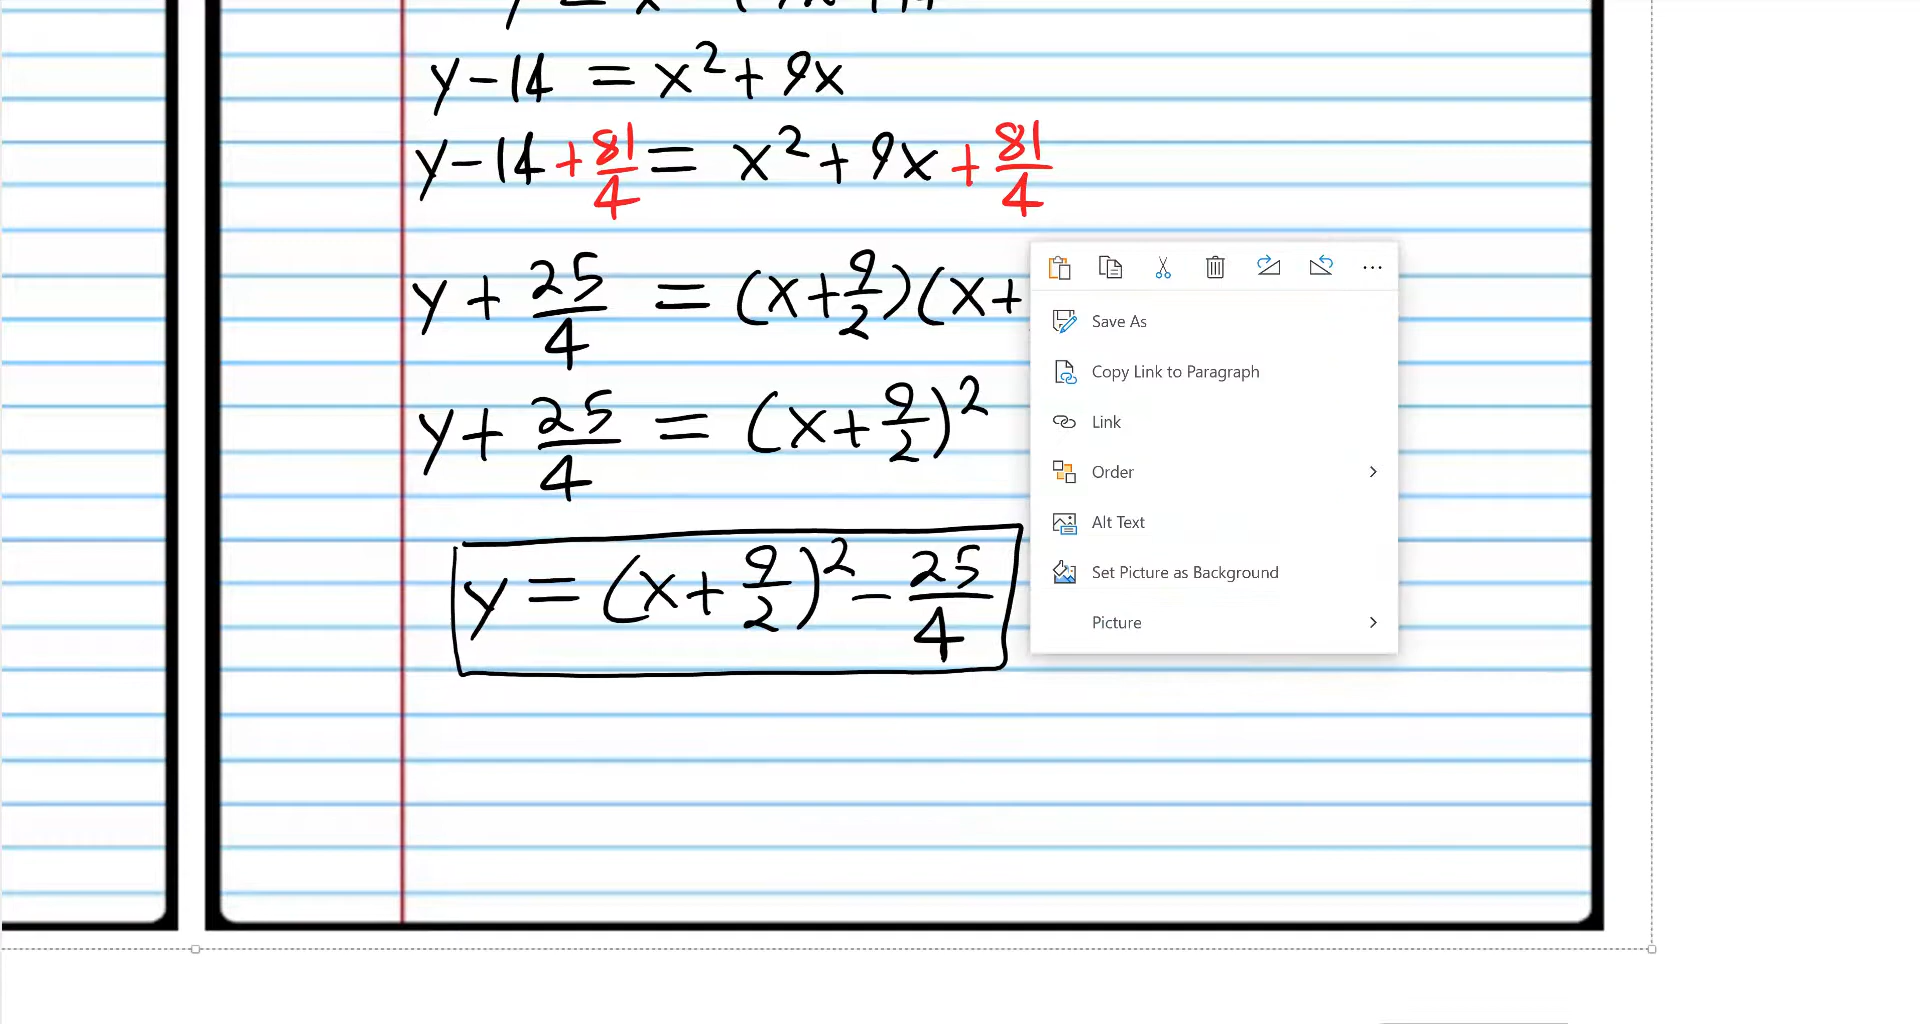 y - 14 = x² + 9x
y - 14 + 81/4 = x² + 9x + 81/4
y + 25/4 = (x + 9/2)(x +
y + 25/4 = (x + 9/2)²
y = (x + 9/2)² - 25/4
Save As
Copy Link to Paragraph
Link
Order
Alt Text
Set Picture as Background
Picture